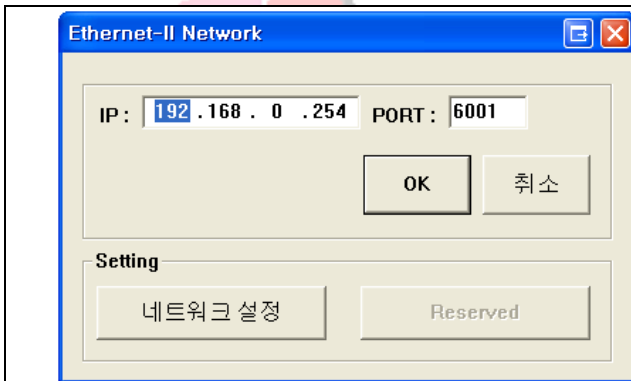 Ethernet-II Network
IP : 192 .168 . 0 .254 PORT : 6001
OK 취소
Setting
네트워크 설정 Reserved